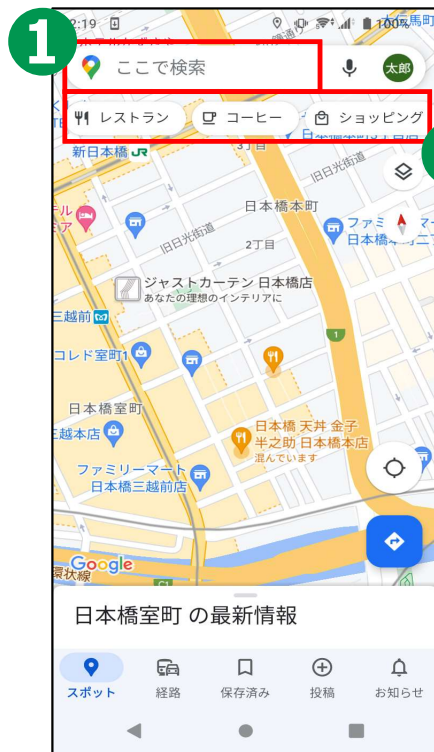 1
2:19
100%
ここで検索
太郎
レストラン
コーヒー
ショッピング
新日本橋 JR
3丁目
旧日光街道
日本橋本町
旧日光街道
2丁目
ファミ
日本橋
ジャストカーテン 日本橋店
あなたの理想のインテリアに
三越前
1
コレド室町1
日本橋室町
三越本店
日本橋 天丼 金子
半之助 日本橋本店
混んでいます
ファミリーマート
日本橋三越前店
Google
環状線
C1
日本橋室町 の最新情報
スポット
経路
保存済み
投稿
お知らせ